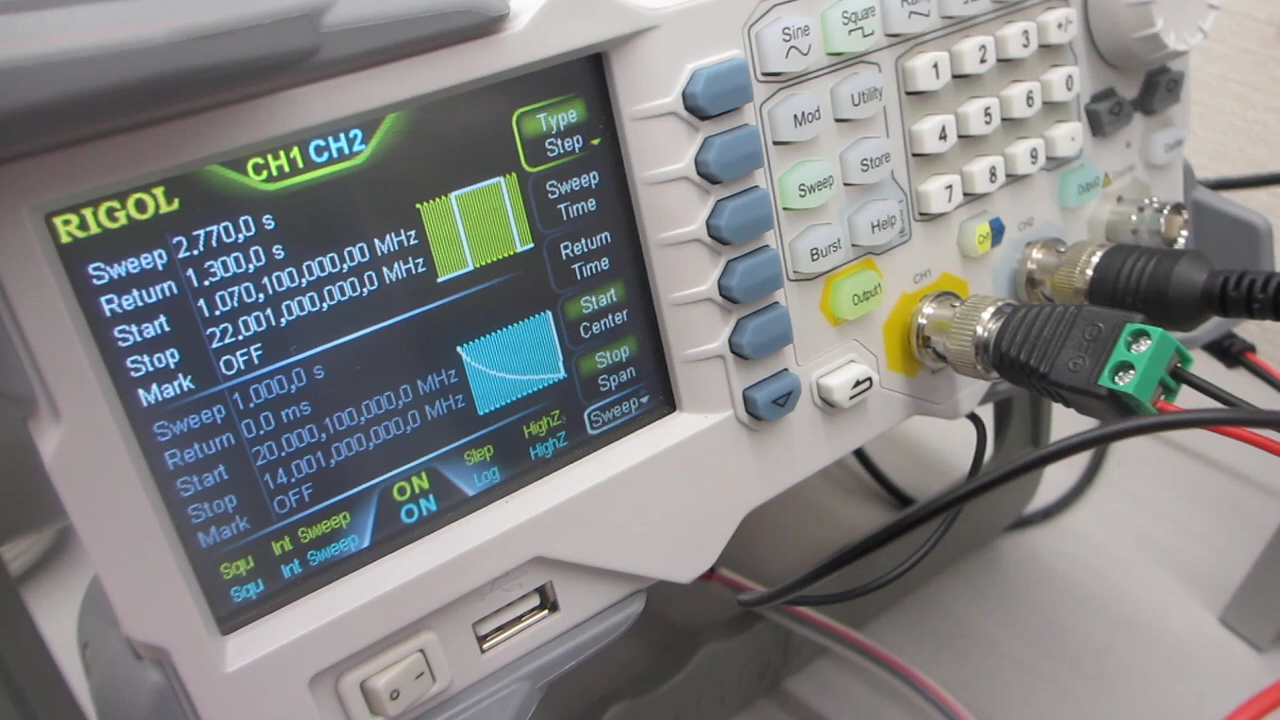 RIGOL
CH1 CH2
Sweep 2.770,0 s
Return 1.300,0 s
Start 1.070,100,000,00 MHz
Stop 22.001,000,000,0 MHz
Mark OFF
Sweep 1.000,0 s
Return 0.0 ms
Start 20.000,100,000,0 MHz
Stop 14.001,000,000,0 MHz
Mark OFF
Squ Int Sweep ON Step HighZ
Squ Int Sweep ON Log HighZ
Type
Step
Sweep
Time
Return
Time
Start
Center
Stop
Span
Sweep
Sine
Square
Mod
Utility
Sweep
Store
Burst
Help
Output1
CH1
CH2
1 2 3 +/-
4 5 6 0
7 8 9 .